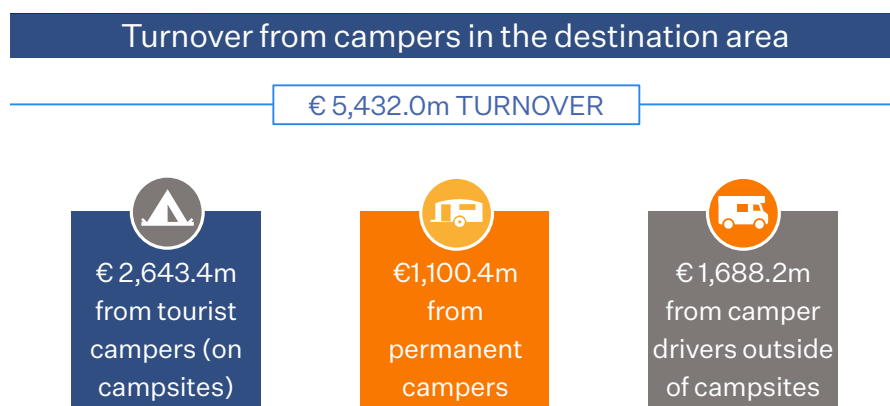 Turnover from campers in the destination area
€ 5,432.0m TURNOVER
€ 2,643.4m
from tourist
campers (on
campsites)
€1,100.4m
from
permanent
campers
€ 1,688.2m
from camper
drivers outside
of campsites